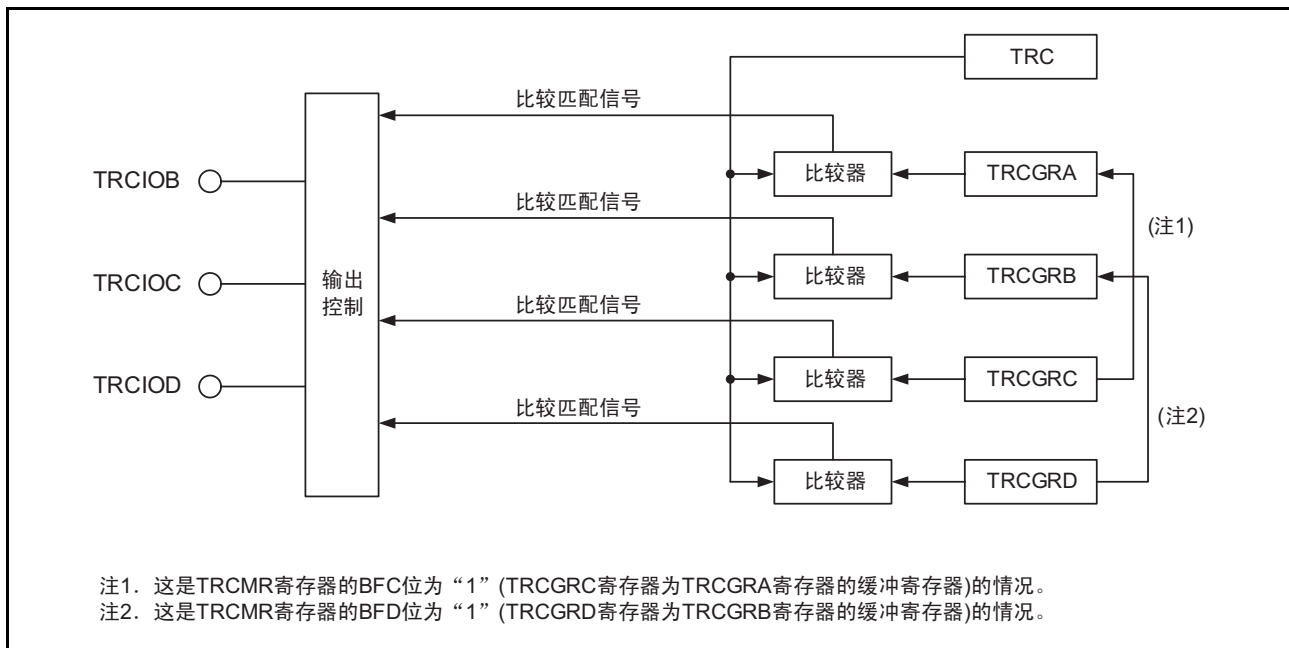 TRC
比较匹配信号
TRCIOB
比较器
TRCGRA
比较匹配信号
(注1)
TRCIOC
输出
控制
比较器
TRCGRB
比较匹配信号
TRCIOD
比较器
TRCGRC
比较匹配信号
(注2)
比较器
TRCGRD
注1. 这是TRCMR寄存器的BFC位为“1”(TRCGRC寄存器为TRCGRA寄存器的缓冲寄存器)的情况。
注2. 这是TRCMR寄存器的BFD位为“1”(TRCGRD寄存器为TRCGRB寄存器的缓冲寄存器)的情况。